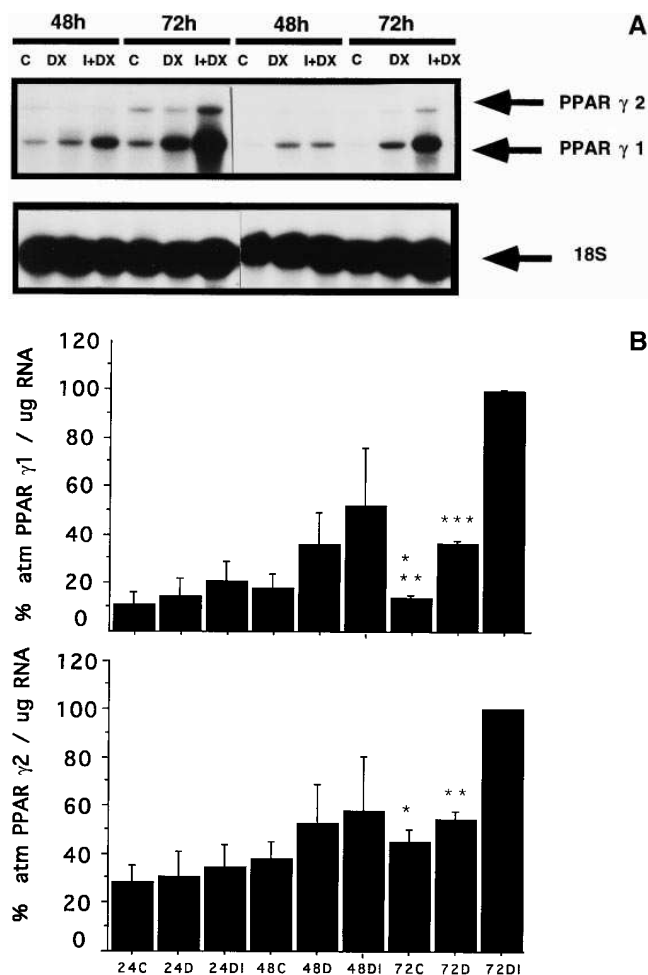 48h 72h 48h 72h A
C DX I+DX C DX I+DX C DX I+DX C DX I+DX
PPAR γ 2
PPAR γ 1
18S
B
% atm PPAR γ1 / ug RNA
120
100
80
60
40
20
0
*
**
***
% atm PPAR γ2 / ug RNA
120
100
80
60
40
20
0
*
**
24C 24D 24DI 48C 48D 48DI 72C 72D 72DI